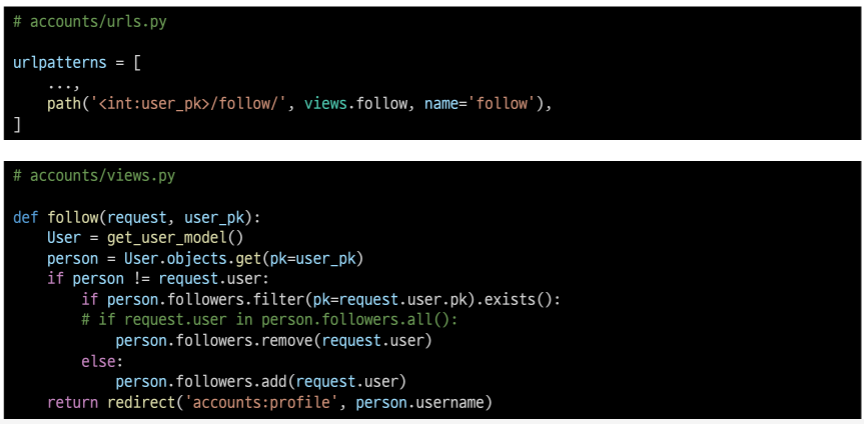 # accounts/urls.py
urlpatterns = [
    ...,
    path('<int:user_pk>/follow/', views.follow, name='follow'),
]
# accounts/views.py
def follow(request, user_pk):
    User = get_user_model()
    person = User.objects.get(pk=user_pk)
    if person != request.user:
        if person.followers.filter(pk=request.user.pk).exists():
        # if request.user in person.followers.all():
            person.followers.remove(request.user)
        else:
            person.followers.add(request.user)
    return redirect('accounts:profile', person.username)